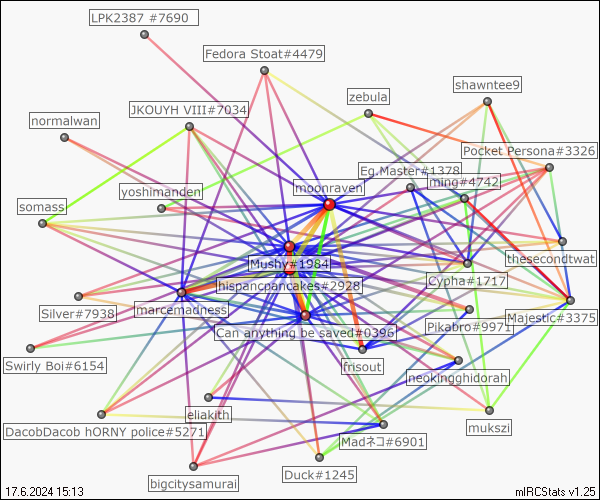 LPK2387 #7690
Fedora Stoat#4479
shawntee9
zebula
JKOUYH VIII#7034
normalwan
Pocket Persona#3326
Eg.Master#1378
ming#4742
moonraven
yoshimanden
somass
thesecondtwat
Mushy#1984
Cypha#1717
hispancpancakes#2928
marcemadness
Silver#7938
Majestic#3375
Pikabro#9971
Can anything be saved#0396
Swirly Boi#6154
frisout
neokingghidorah
eliakith
mukszi
DacobDacob hORNY police#5271
Madネコ#6901
Duck#1245
bigcitysamurai
17.6.2024 15:13
mIRCStats v1.25